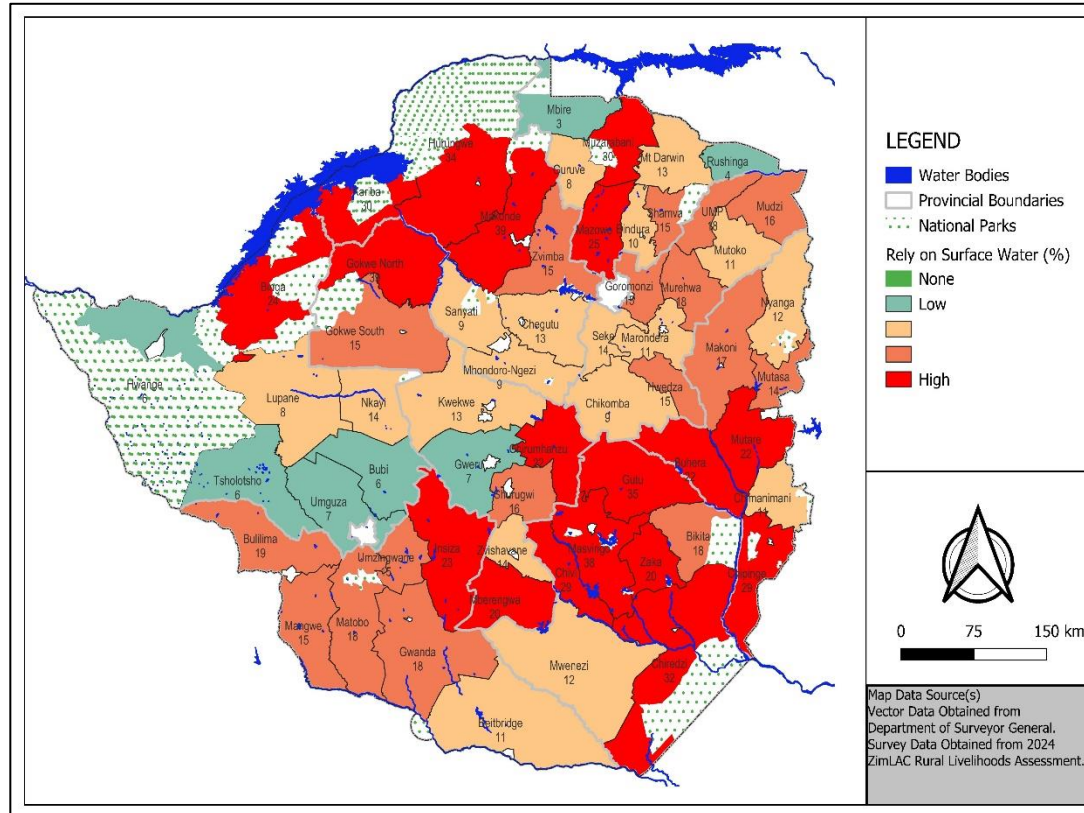 Mbire
3
Hurungwe
34
Muzarabani
30
Mt Darwin
13
Rushinga
4
Guruve
8
Kariba
30
Makonde
39
Mazowe
25
Bindura
10
Shamva
15
UMP
18
Mudzi
16
Zvimba
15
Mutoko
11
Gokwe North
39
Binga
24
Goromonzi
15
Murehwa
18
Nyanga
12
Sanyati
9
Chegutu
13
Seke
14
Marondera
11
Makoni
17
Gokwe South
15
Mhondoro-Ngezi
9
Hwedza
15
Mutasa
14
Hwange
6
Lupane
8
Nkayi
14
Kwekwe
13
Chikomba
9
Mutare
22
Chirumhanzu
22
Gweru
7
Buhera
22
Gutu
35
Tsholotsho
6
Bubi
6
Umguza
7
Shurugwi
16
Chimanimani
11
Bulilima
19
Umzingwane
Insiza
23
Zvishavane
14
Masvingo
38
Bikita
18
Zaka
20
Chivi
29
Chipinge
29
Mberengwa
20
Mangwe
15
Matobo
18
Gwanda
18
Mwenezi
12
Chiredzi
32
Beitbridge
11
LEGEND
Water Bodies
Provincial Boundaries
National Parks
Rely on Surface Water (%)
None
Low
High
0 75 150 km
Map Data Source(s)
Vector Data Obtained from
Department of Surveyor General.
Survey Data Obtained from 2024
ZimLAC Rural Livelihoods Assessment.